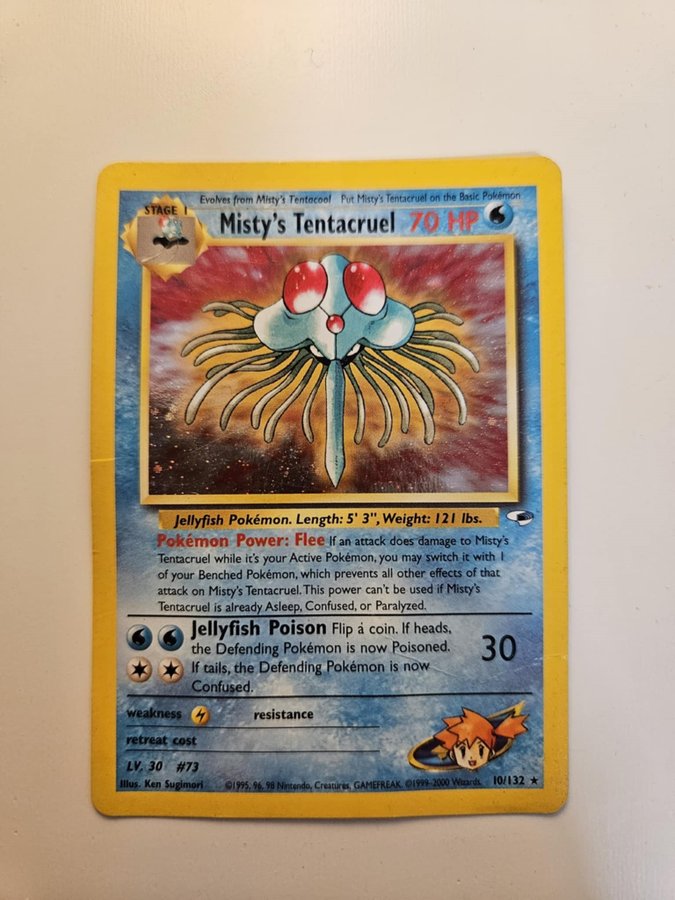 Evolves from Misty's Tentacool Put Misty's Tentacruel on the Basic Pokémon
STAGE 1
Misty's Tentacruel 70 HP
Jellyfish Pokémon. Length: 5' 3", Weight: 121 lbs.
Pokémon Power: Flee If an attack does damage to Misty's
Tentacruel while it's your Active Pokémon, you may switch it with 1
of your Benched Pokémon, which prevents all other effects of that
attack on Misty's Tentacruel. This power can't be used if Misty's
Tentacruel is already Asleep, Confused, or Paralyzed.
Jellyfish Poison Flip a coin. If heads,
the Defending Pokémon is now Poisoned.
If tails, the Defending Pokémon is now
Confused.
30
weakness resistance
retreat cost
LV. 30 #73
Illus. Ken Sugimori ©1995, 96, 98 Nintendo, Creatures, GAMEFREAK. ©1999-2000 Wizards. 10/132 ★